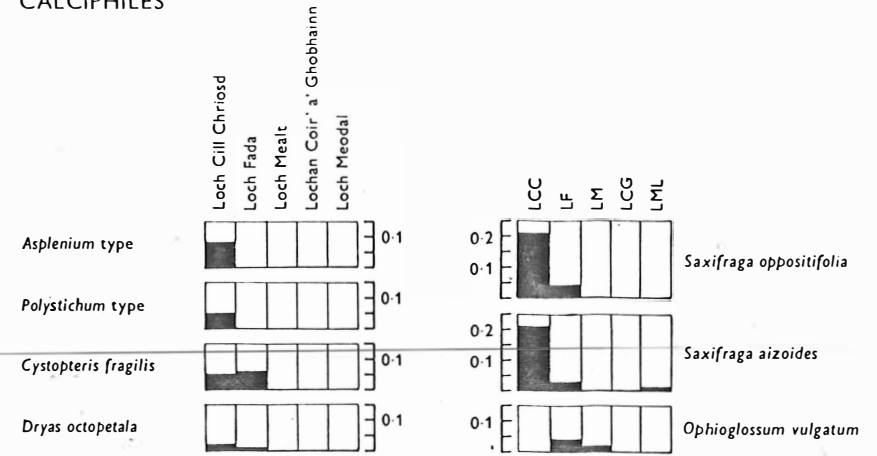 CALCIPHILES
Loch Cill Chriosd
Loch Fada
Loch Mealt
Lochan Coir' a' Ghobhainn
Loch Meodal
LCC
LF
LM
LCG
LML
Asplenium type
0·1
0·2
0·1
Saxifraga oppositifolia
Polystichum type
0·1
Cystopteris fragilis
0·1
0·2
0·1
Saxifraga aizoides
Dryas octopetala
0·1
0·1
Ophioglossum vulgatum